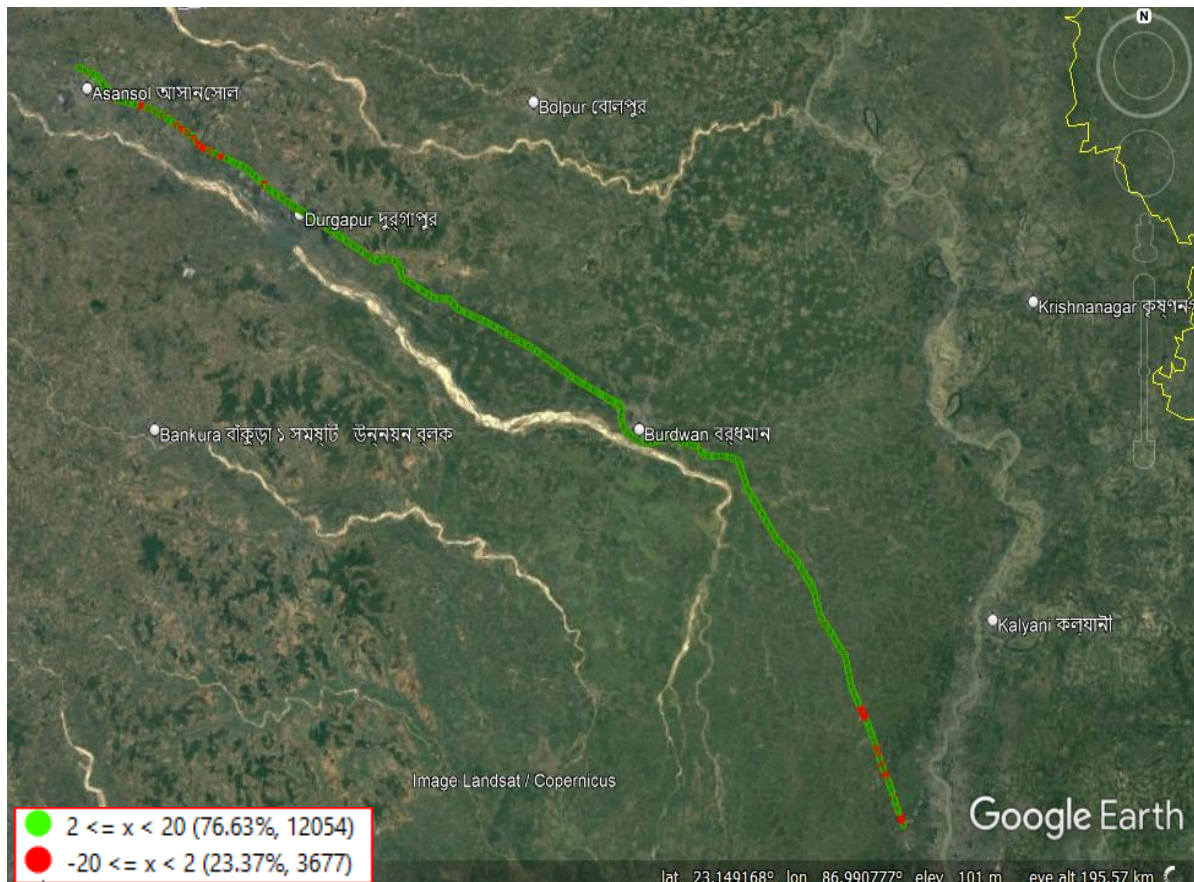 N
Asansol আসানসোল
Bolpur বোলপুর
Durgapur দুর্গাপুর
Krishnanagar
Burdwan বর্ধমান
Bankura বাঁকুড়া ১ সমষ্টি উন্নয়ন ব্লক
Kalyani কল্যাণী
Image Landsat / Copernicus
Google Earth
2 <= x < 20 (76.63%, 12054)
-20 <= x < 2 (23.37%, 3677)
lat 23.149168° lon 86.990777° elev 101 m eye alt 195.57 km